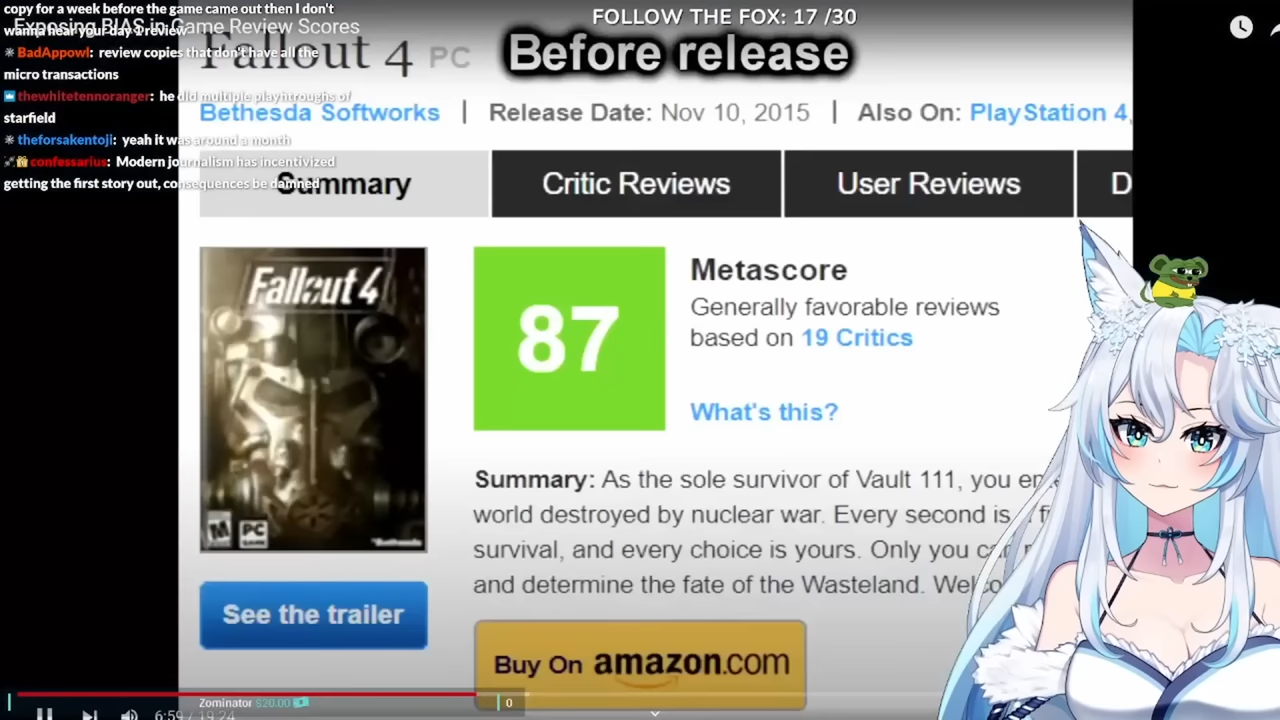 copy for a week before the game came out then I don't
Exposing BIAS in Game Review Scores
wanna hear your day 1 review
BadAppowl: review copies that don't have all the
micro transactions
thewhitetennoranger: he did multiple playhtroughs of
starfield
theforsakentoji: yeah it was around a month
confessarius: Modern journalism has incentivized
getting the first story out, consequences be damned
FOLLOW THE FOX: 17 /30
Fallout 4 PC
Before release
Bethesda Softworks | Release Date: Nov 10, 2015 | Also On: PlayStation 4,
Summary
Critic Reviews
User Reviews
D
Fallout 4
M
PC
Bethesda
87
Metascore
Generally favorable reviews
based on 19 Critics
What's this?
Summary: As the sole survivor of Vault 111, you
world destroyed by nuclear war. Every second is
survival, and every choice is yours. Only you
and determine the fate of the Wasteland.
See the trailer
Buy On amazon.com
Zominator $20.00
0
6:59 / 19:24